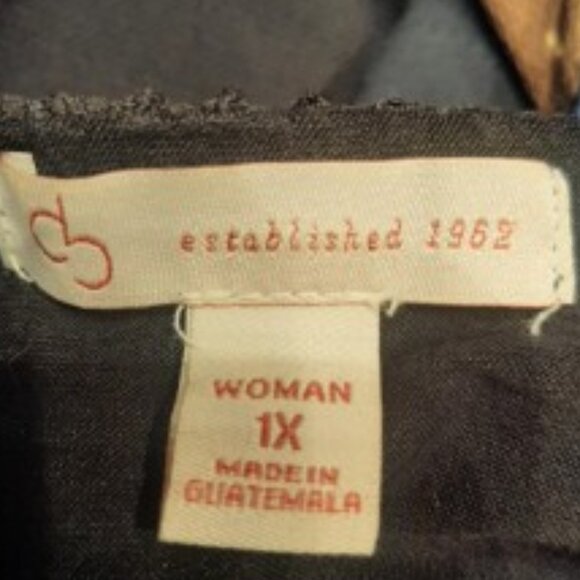 established 1962
WOMAN
1X
MADE IN
GUATEMALA